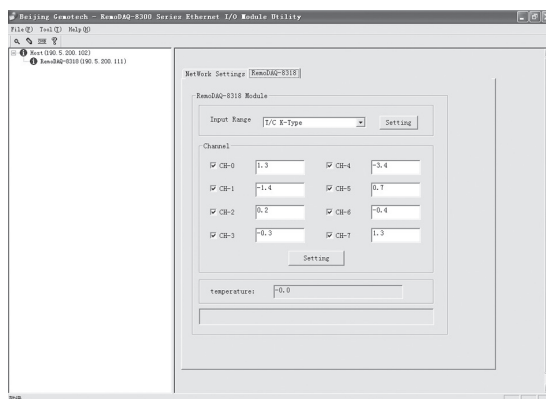 Beijing Gemotech - RemoDAQ-8300 Series Ethernet I/O Module Utility
File(F) Tool(T) Help(H)
Host(190.5.200.102)
RemoDAQ-8318(190.5.200.111)
NetWork Settings RemoDAQ-8318
RemoDAQ-8318 Module
Input Range T/C K-Type Setting
Channel
CH-0 1.3 CH-4 -3.4
CH-1 -1.4 CH-5 0.7
CH-2 0.2 CH-6 -0.4
CH-3 -0.3 CH-7 1.3
Setting
temperature: -0.0